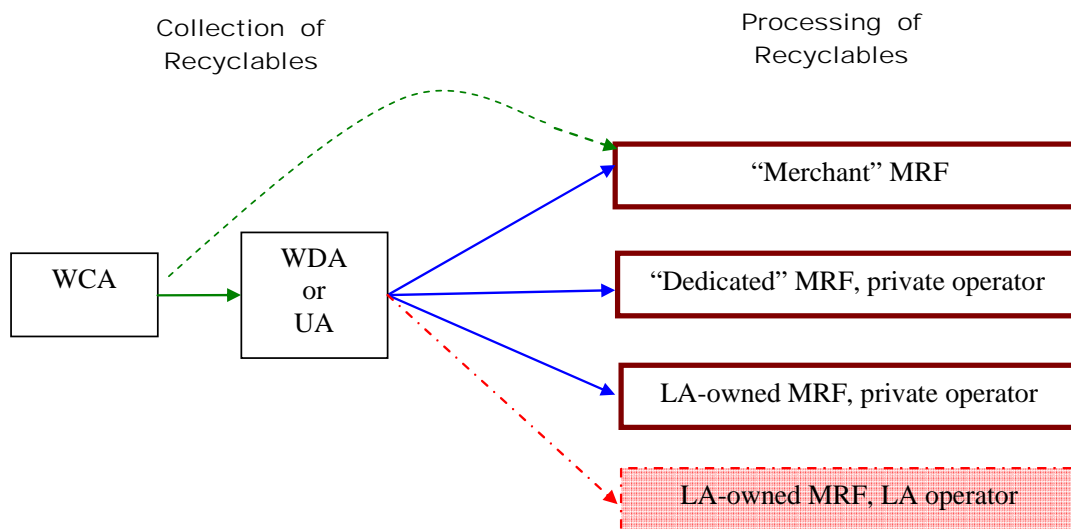 Collection of
Recyclables
Processing of
Recyclables
“Merchant” MRF
WCA
WDA
or
UA
“Dedicated” MRF, private operator
LA-owned MRF, private operator
LA-owned MRF, LA operator